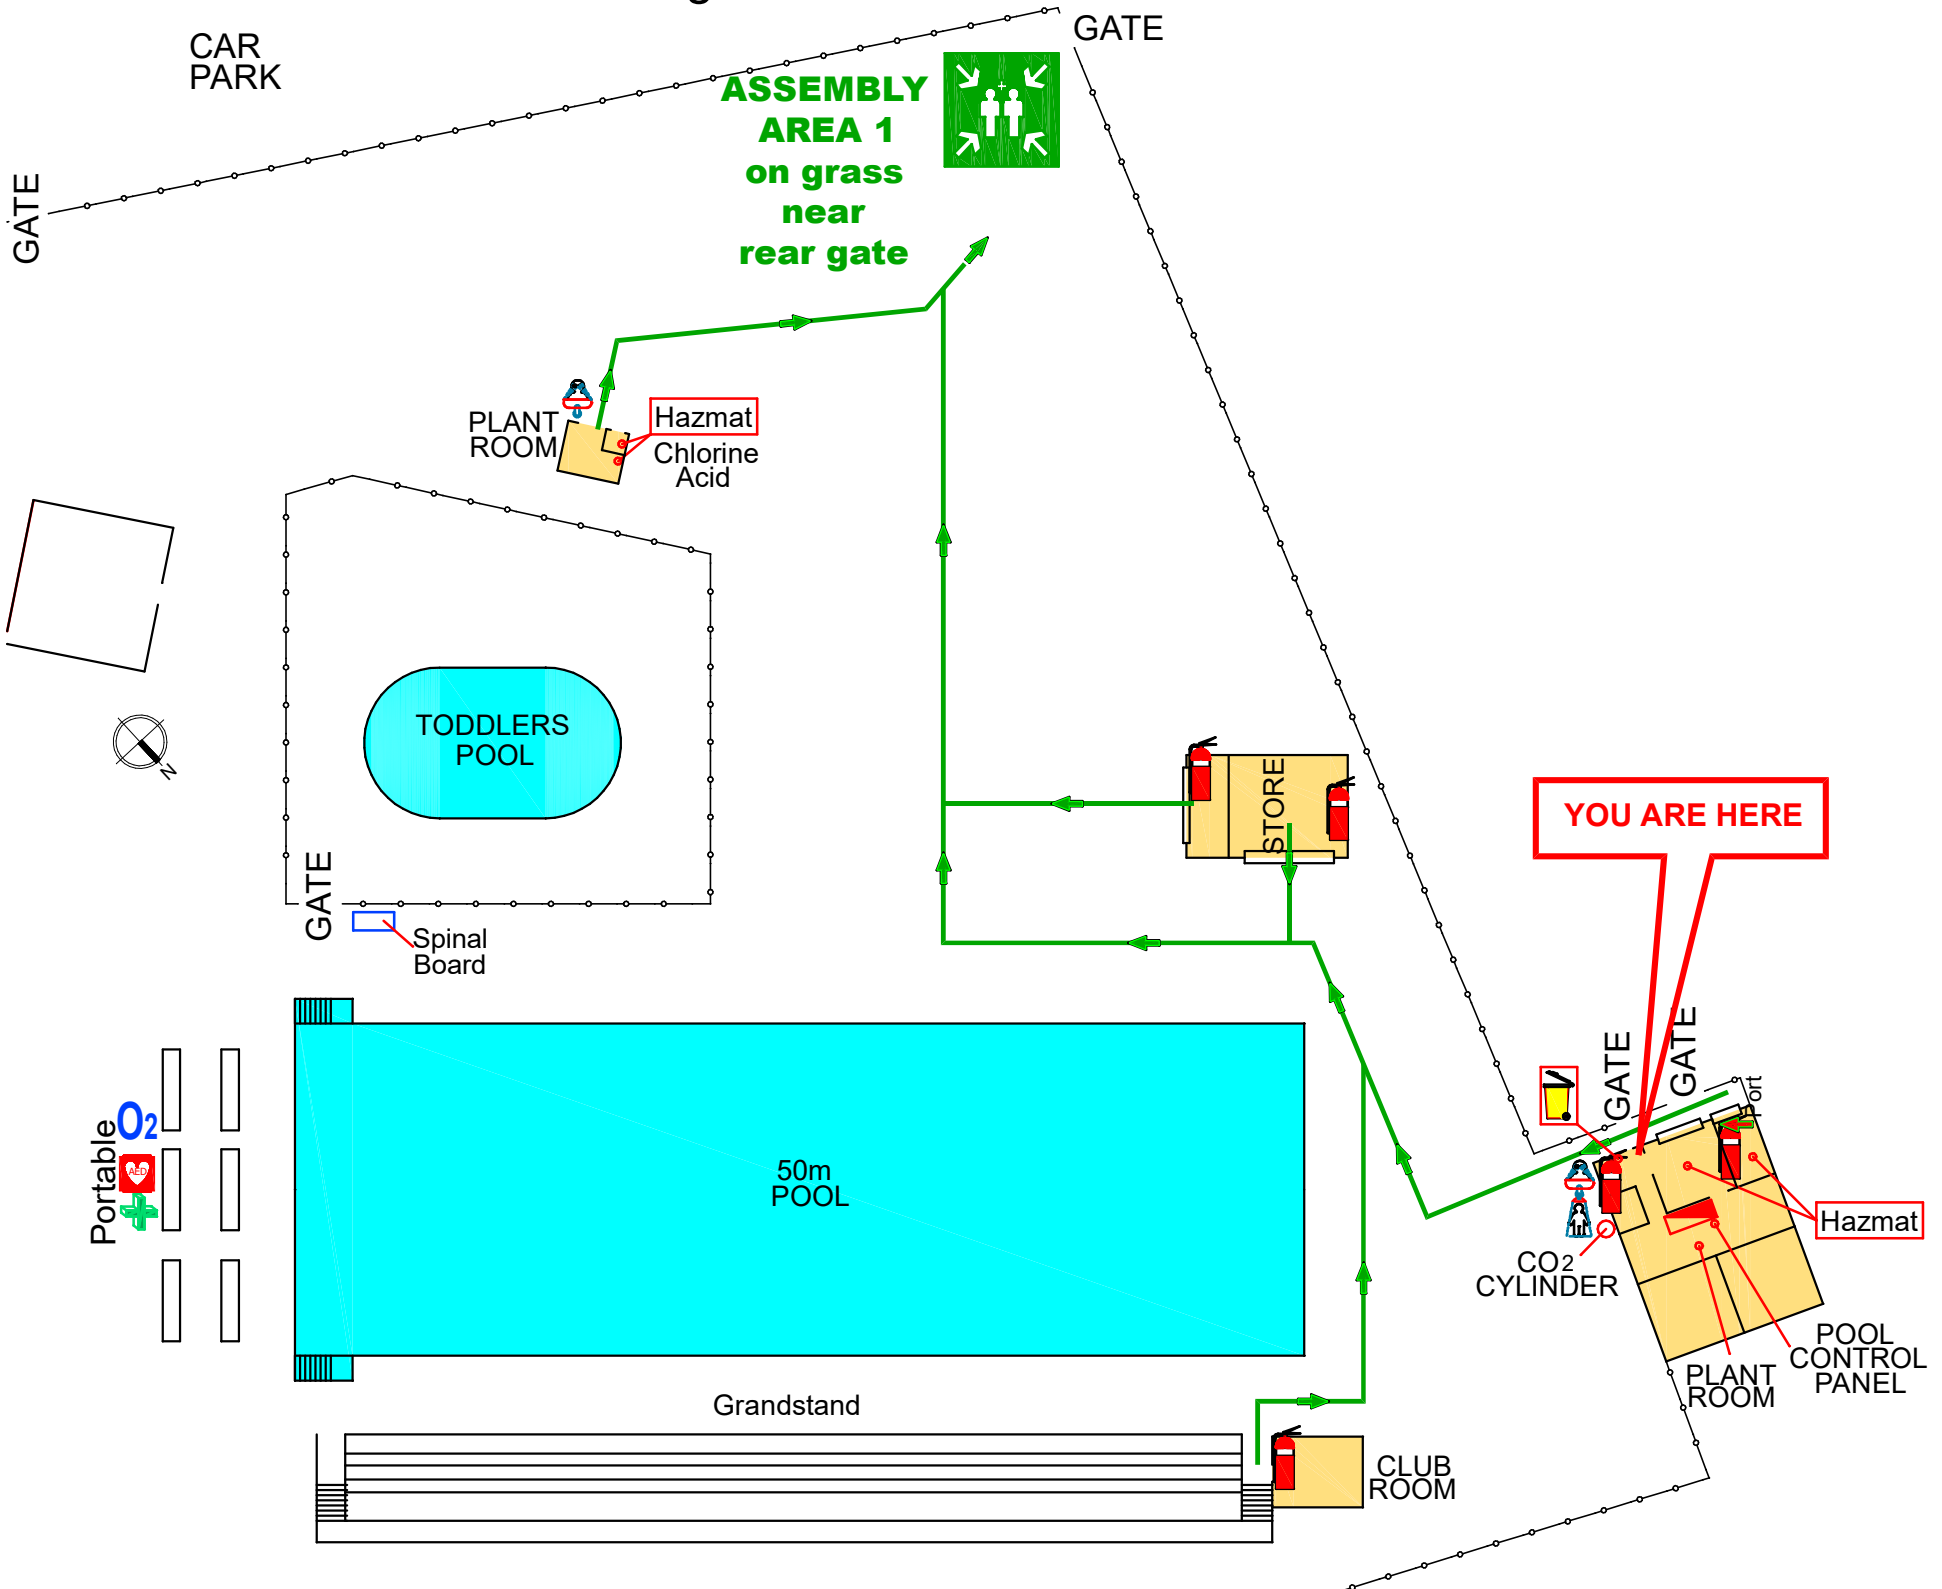 CAR
PARK
GATE
ASSEMBLY
AREA 1
on grass
near
rear gate
GATE
PLANT
ROOM
Hazmat
Chlorine
Acid
TODDLERS
POOL
N
STORE
YOU ARE HERE
GATE
Spinal
Board
GATE
GATE
Portable
O2
AED
50m
POOL
Hazmat
CO2
CYLINDER
POOL
CONTROL
PANEL
PLANT
ROOM
Grandstand
CLUB
ROOM